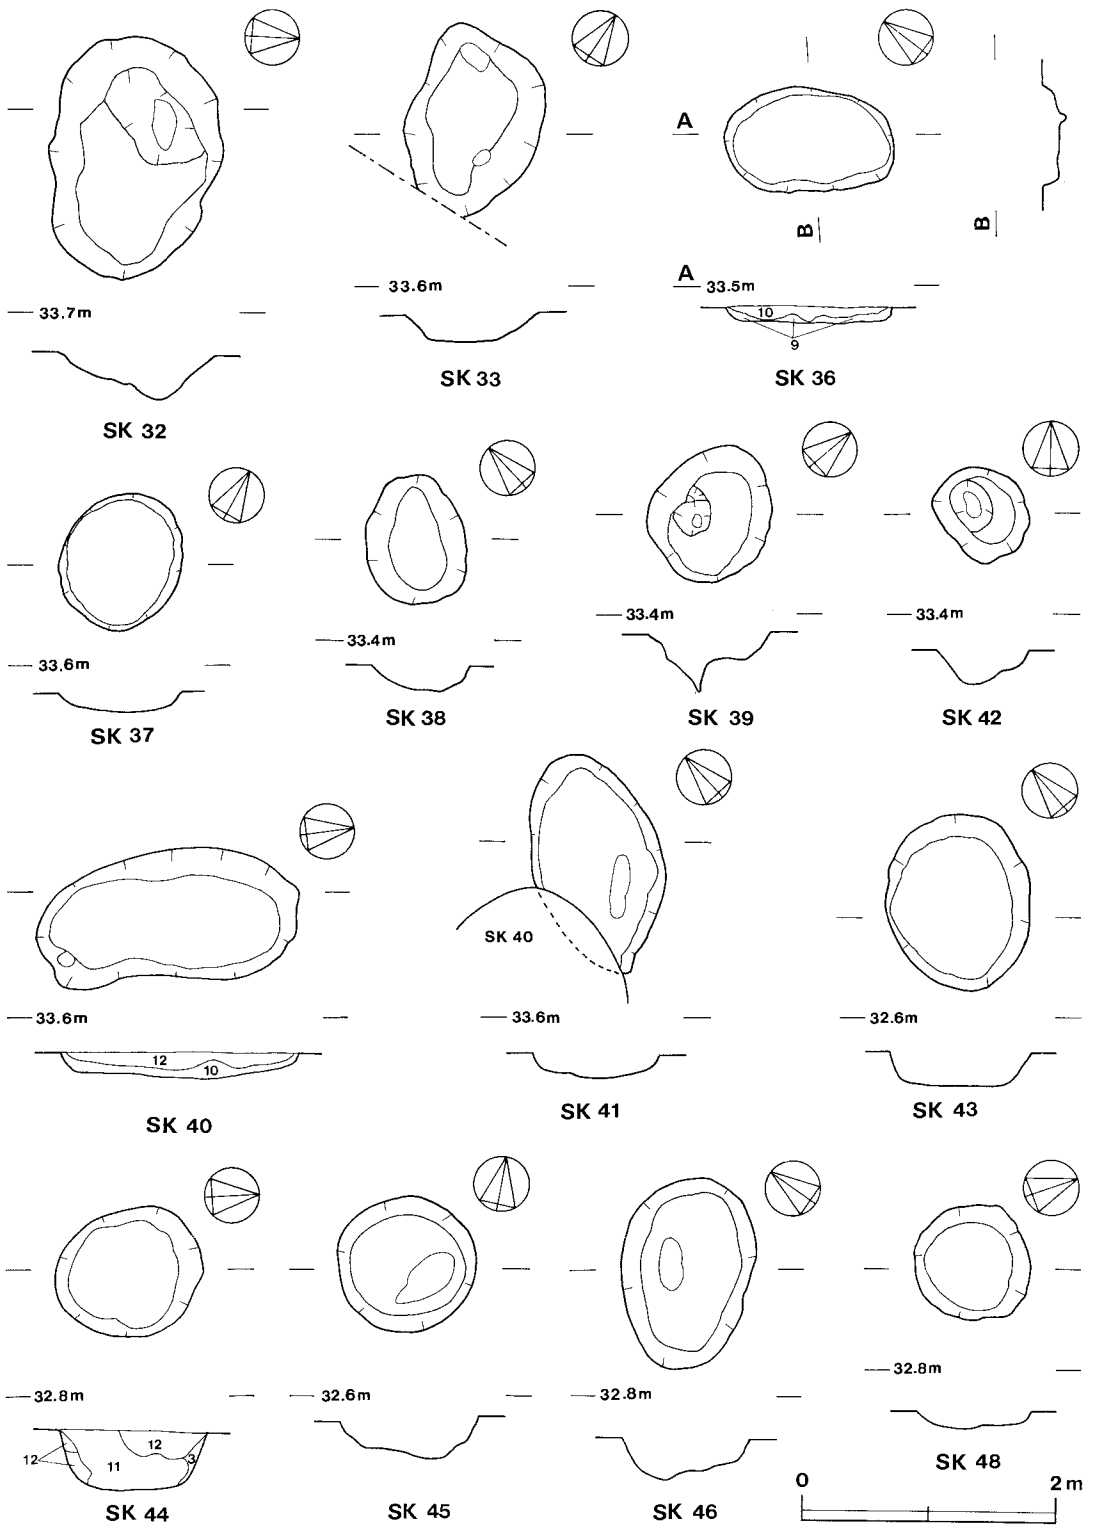 33.7m
SK 32
33.6m
SK 33
A
B
B
A 33.5m
10
9
SK 36
33.6m
SK 37
33.4m
SK 38
33.4m
SK 39
33.4m
SK 42
33.6m
12
10
SK 40
SK 40
33.6m
SK 41
32.6m
SK 43
32.8m
12
12
11
3
SK 44
32.6m
SK 45
32.8m
SK 46
32.8m
SK 48
0 2m